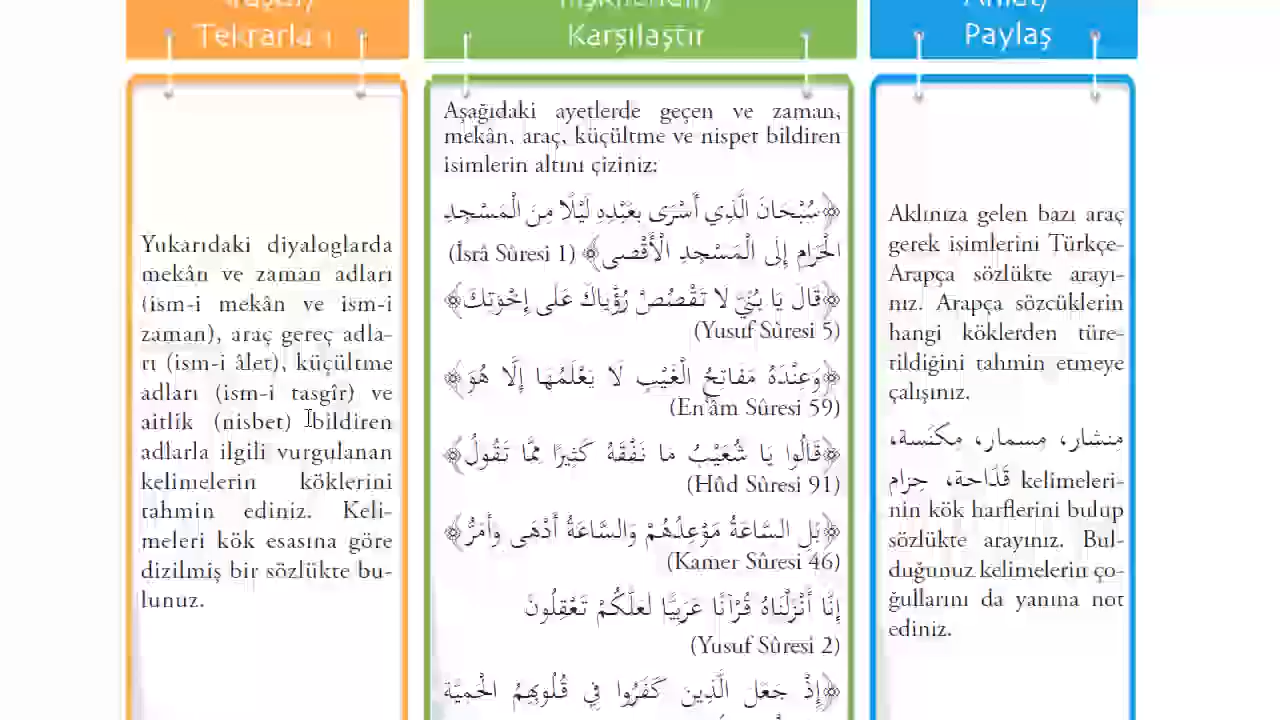 Tekrarla
Yukarıdaki diyaloglarda
mekân ve zaman adları
(ism-i mekân ve ism-i
zaman), araç gereç adla-
rı (ism-i âlet), küçültme
adları (ism-i tasgîr) ve
aitlik (nisbet) bildiren
adlarla ilgili vurgulanan
kelimelerin köklerini
tahmin ediniz. Keli-
meleri kök esasına göre
dizilmiş bir sözlükte bu-
lunuz.
Karşılaştır
Aşağıdaki ayetlerde geçen ve zaman,
mekân, araç, küçültme ve nispet bildiren
isimlerin altını çiziniz:
﴿سُبْحَانَ الَّذِي أَسْرَى بِعَبْدِهِ لَيْلًا مِنَ الْمَسْجِدِ
الْحَرَامِ إِلَى الْمَسْجِدِ الْأَقْصَى﴾ (İsrâ Sûresi 1)
﴿قَالَ يَا بُنَيَّ لَا تَقْصُصْ رُؤْيَاكَ عَلَى إِخْوَتِكَ﴾
(Yusuf Sûresi 5)
﴿وَعِنْدَهُ مَفَاتِحُ الْغَيْبِ لَا يَعْلَمُهَا إِلَّا هُوَ﴾
(En'âm Sûresi 59)
﴿قَالُوا يَا شُعَيْبُ مَا نَفْقَهُ كَثِيرًا مِمَّا تَقُولُ﴾
(Hûd Sûresi 91)
﴿بَلِ السَّاعَةُ مَوْعِدُهُمْ وَالسَّاعَةُ أَدْهَى وَأَمَرُّ﴾
(Kamer Sûresi 46)
إِنَّا أَنْزَلْنَاهُ قُرْآنًا عَرَبِيًّا لَعَلَّكُمْ تَعْقِلُونَ
(Yusuf Sûresi 2)
﴿إِذْ جَعَلَ الَّذِينَ كَفَرُوا فِي قُلُوبِهِمُ الْحَمِيَّةَ
Paylaş
Aklınıza gelen bazı araç
gerek isimlerini Türkçe-
Arapça sözlükte arayı-
nız. Arapça sözcüklerin
hangi köklerden türe-
rildiğini tahmin etmeye
çalışınız.
مِنشار، مِسمار، مِكنَسة،
قَدّاحة، حِزام kelimeleri-
nin kök harflerini bulup
sözlükte arayınız. Bul-
duğunuz kelimelerin ço-
ğullarını da yanına not
ediniz.